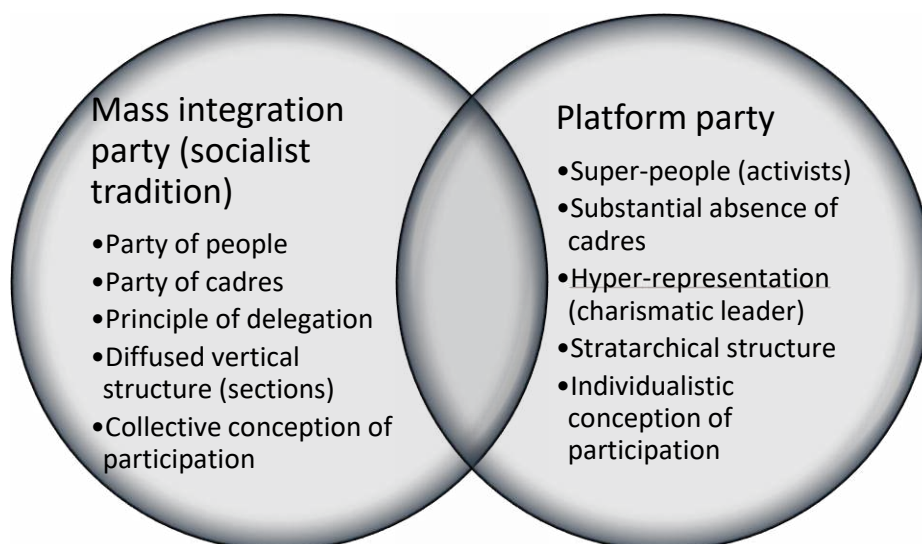 Mass integration
party (socialist
tradition)
•Party of people
•Party of cadres
•Principle of delegation
•Diffused vertical
structure (sections)
•Collective conception of
participation
Platform party
•Super-people (activists)
•Substantial absence of
cadres
•Hyper-representation
(charismatic leader)
•Stratarchical structure
•Individualistic
conception of
participation